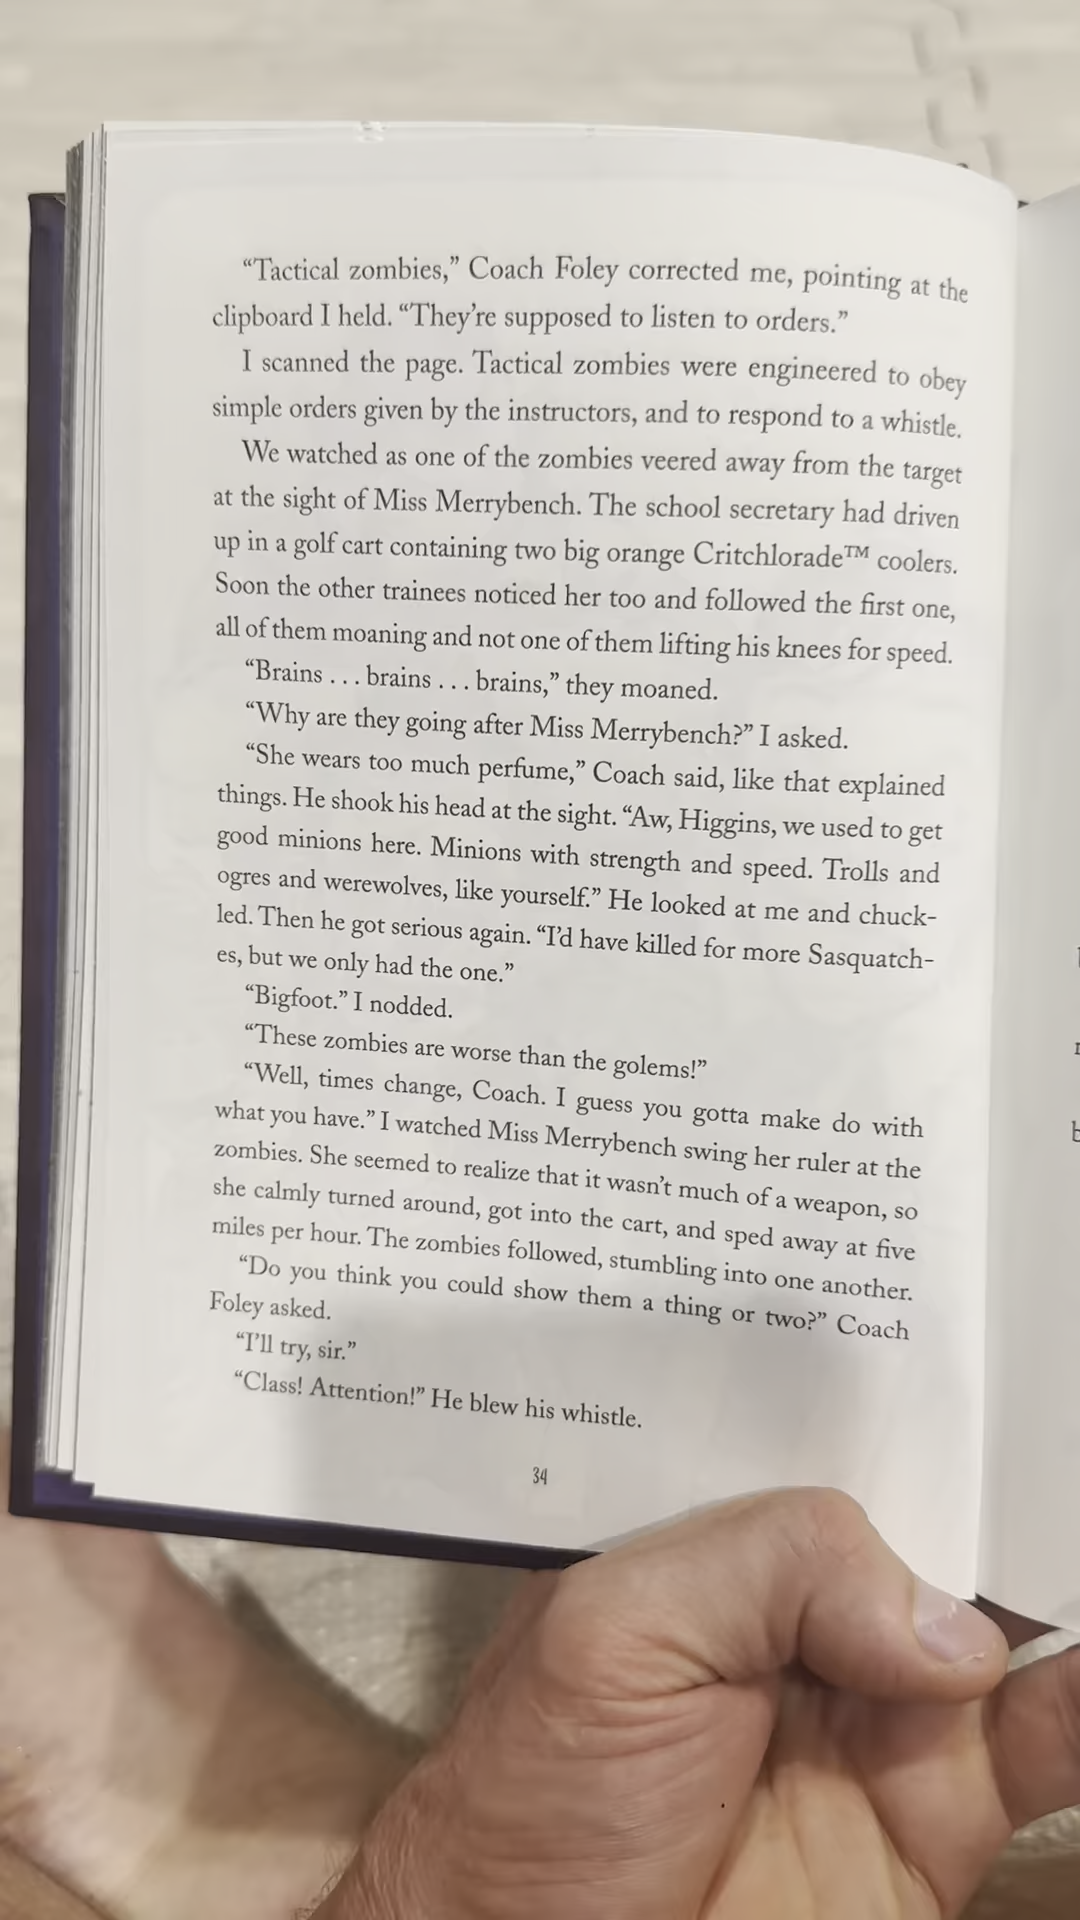 “Tactical zombies,” Coach Foley corrected me, pointing at the
clipboard I held. “They’re supposed to listen to orders.”
I scanned the page. Tactical zombies were engineered to obey
simple orders given by the instructors, and to respond to a whistle.
We watched as one of the zombies veered away from the target
at the sight of Miss Merrybench. The school secretary had driven
up in a golf cart containing two big orange Critchlorade™ coolers.
Soon the other trainees noticed her too and followed the first one,
all of them moaning and not one of them lifting his knees for speed.
“Brains . . . brains . . . brains,” they moaned.
“Why are they going after Miss Merrybench?” I asked.
“She wears too much perfume,” Coach said, like that explained
things. He shook his head at the sight. “Aw, Higgins, we used to get
good minions here. Minions with strength and speed. Trolls and
ogres and werewolves, like yourself.” He looked at me and chuck-
led. Then he got serious again. “I’d have killed for more Sasquatch-
es, but we only had the one.”
“Bigfoot.” I nodded.
“These zombies are worse than the golems!”
“Well, times change, Coach. I guess you gotta make do with
what you have.” I watched Miss Merrybench swing her ruler at the
zombies. She seemed to realize that it wasn’t much of a weapon, so
she calmly turned around, got into the cart, and sped away at five
miles per hour. The zombies followed, stumbling into one another.
“Do you think you could show them a thing or two?” Coach
Foley asked.
“I’ll try, sir.”
“Class! Attention!” He blew his whistle.
34